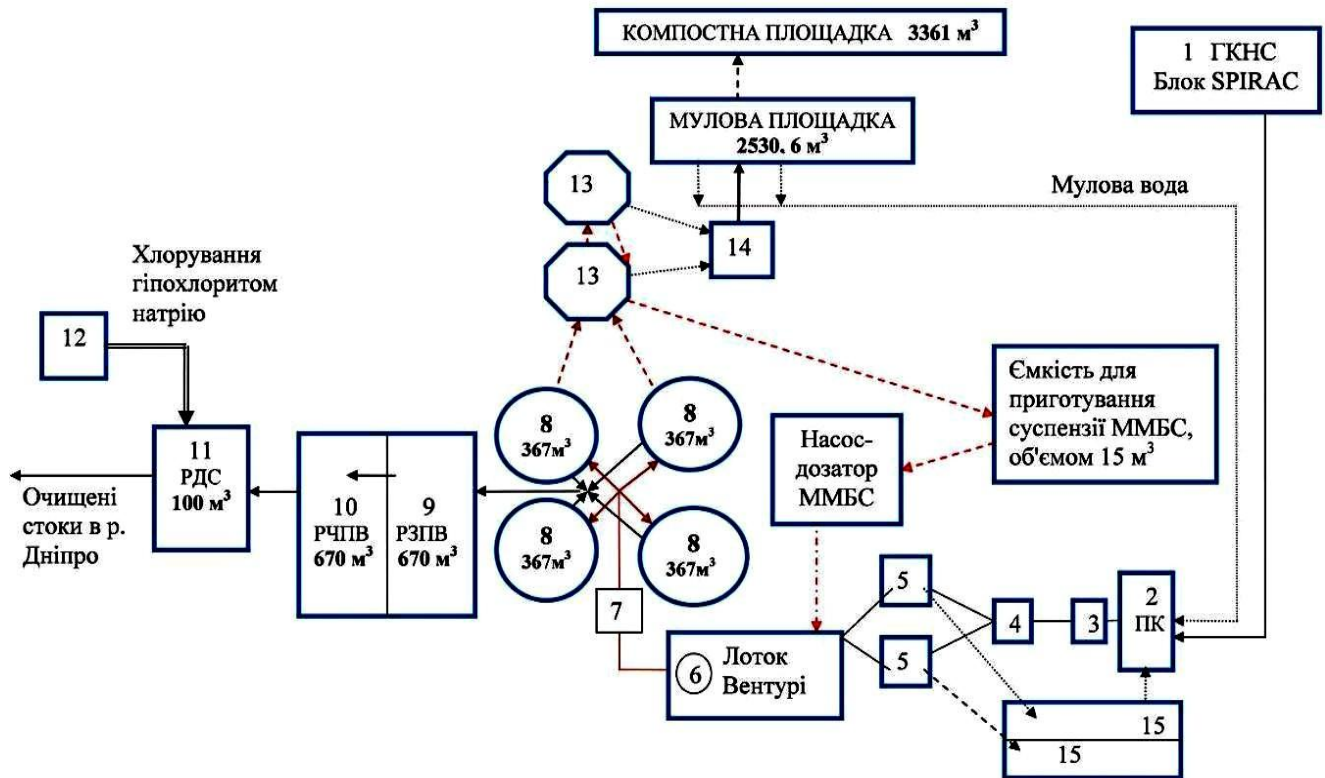 КОМПОСТНА ПЛОЩАДКА 3361 м³
1 ГКНС
Блок SPIRAC
МУЛОВА ПЛОЩАДКА
2530, 6 м³
Мулова вода
13
14
13
Хлорування
гіпохлоритом
натрію
12
Ємкість для
приготування
суспензії ММБС,
об'ємом 15 м³
8
367м³
8
367м³
Насос-
дозатор
ММБС
11
РДС
100 м³
Очищені
стоки в р.
Дніпро
10
РЧПВ
670 м³
9
РЗПВ
670 м³
8
367м³
8
367м³
7
5
5
4
3
2
ПК
6 Лоток
Вентурі
15
15